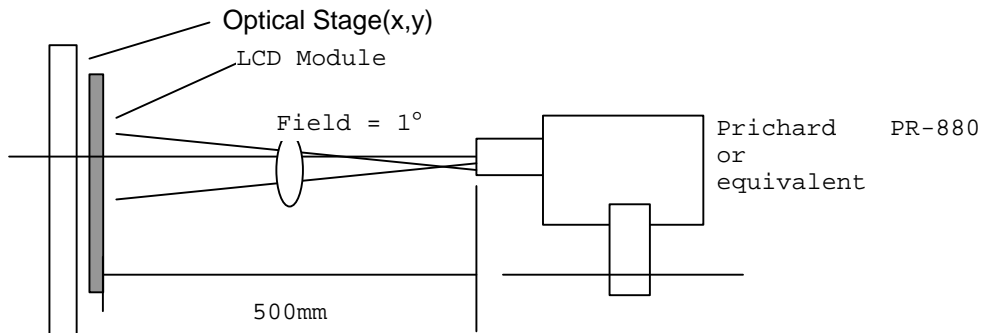 Optical Stage(x,y)
LCD Module
Field = 1°
Prichard PR-880
or
equivalent
500mm